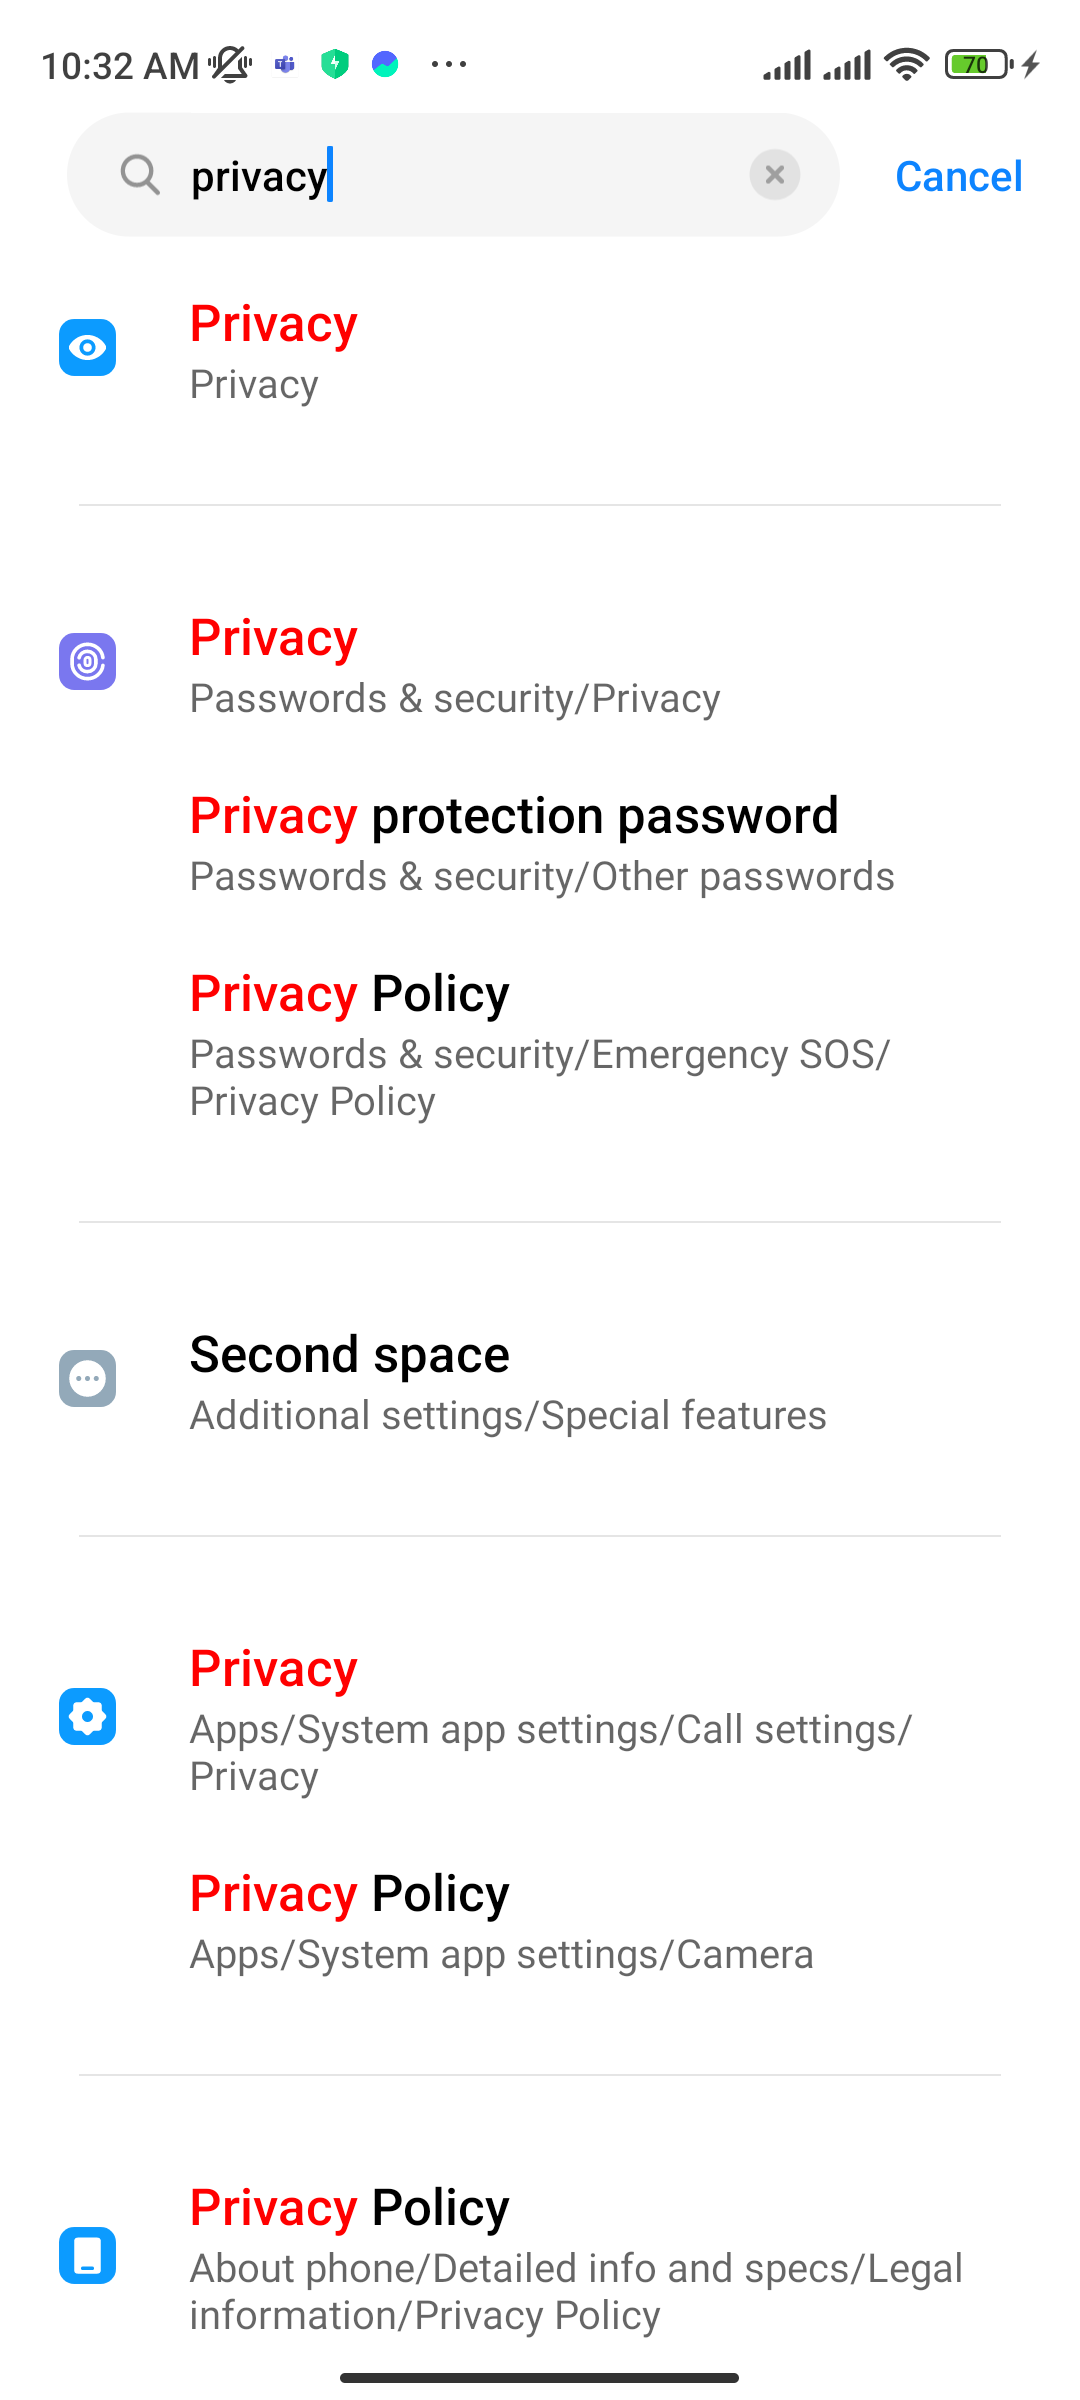 10:32 AM
70
privacy
Cancel
Privacy
Privacy
Privacy
Passwords & security/Privacy
Privacy protection password
Passwords & security/Other passwords
Privacy Policy
Passwords & security/Emergency SOS/
Privacy Policy
Second space
Additional settings/Special features
Privacy
Apps/System app settings/Call settings/
Privacy
Privacy Policy
Apps/System app settings/Camera
Privacy Policy
About phone/Detailed info and specs/Legal
information/Privacy Policy